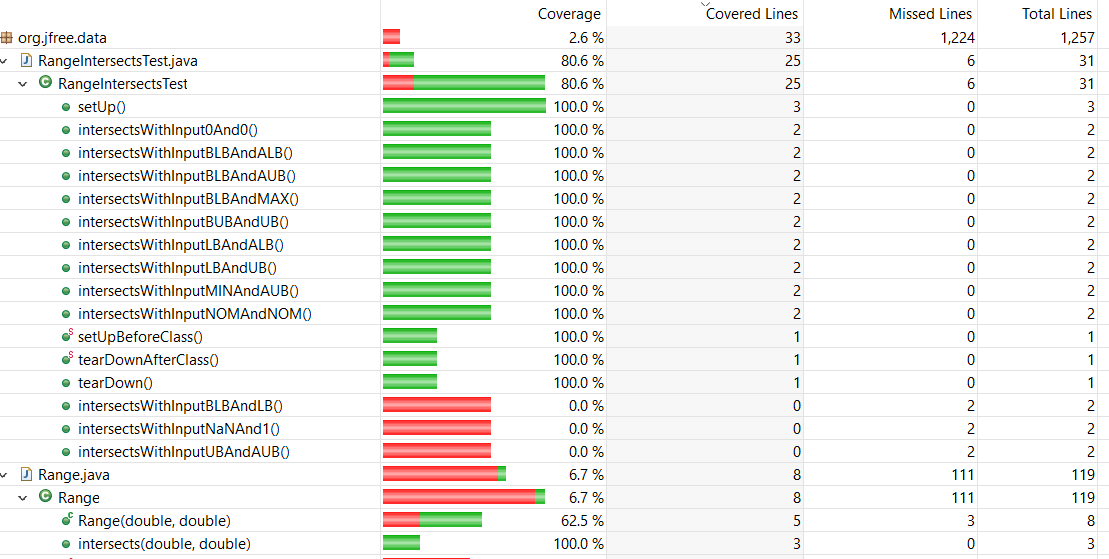 Coverage Covered Lines Missed Lines Total Lines
org.jfree.data 2.6 % 33 1,224 1,257
RangeIntersectsTest.java 80.6 % 25 6 31
RangeIntersectsTest 80.6 % 25 6 31
setUp() 100.0 % 3 0 3
intersectsWithInput0And0() 100.0 % 2 0 2
intersectsWithInputBLBAndALB() 100.0 % 2 0 2
intersectsWithInputBLBAndAUB() 100.0 % 2 0 2
intersectsWithInputBLBAndMAX() 100.0 % 2 0 2
intersectsWithInputBUBAndUB() 100.0 % 2 0 2
intersectsWithInputLBAndALB() 100.0 % 2 0 2
intersectsWithInputLBAndUB() 100.0 % 2 0 2
intersectsWithInputMINAndAUB() 100.0 % 2 0 2
intersectsWithInputNOMAndNOM() 100.0 % 2 0 2
setUpBeforeClass() 100.0 % 1 0 1
tearDownAfterClass() 100.0 % 1 0 1
tearDown() 100.0 % 1 0 1
intersectsWithInputBLBAndLB() 0.0 % 0 2 2
intersectsWithInputNaNAnd1() 0.0 % 0 2 2
intersectsWithInputUBAndAUB() 0.0 % 0 2 2
Range.java 6.7 % 8 111 119
Range 6.7 % 8 111 119
Range(double, double) 62.5 % 5 3 8
intersects(double, double) 100.0 % 3 0 3